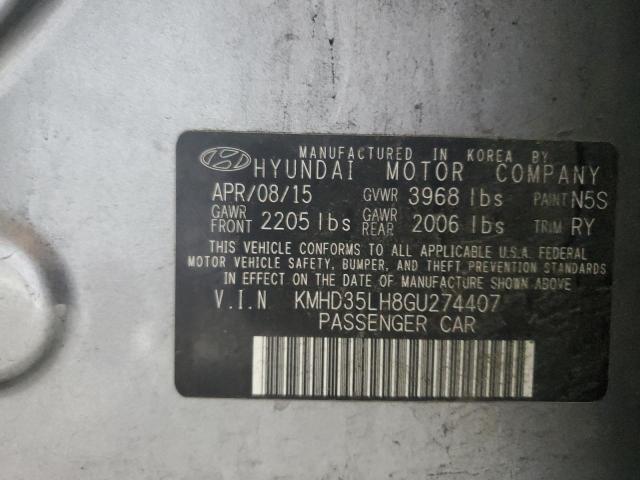 MANUFACTURED IN KOREA BY
HYUNDAI MOTOR COMPANY
APR/08/15 GVWR 3968 lbs PAINT N5S
GAWR FRONT 2205 lbs GAWR REAR 2006 lbs TRIM RY
THIS VEHICLE CONFORMS TO ALL APPLICABLE U.S.A. FEDERAL
MOTOR VEHICLE SAFETY, BUMPER, AND THEFT PREVENTION STANDARDS
IN EFFECT ON THE DATE OF MANUFACTURE SHOWN ABOVE.
V.I.N KMHD35LH8GU274407
PASSENGER CAR